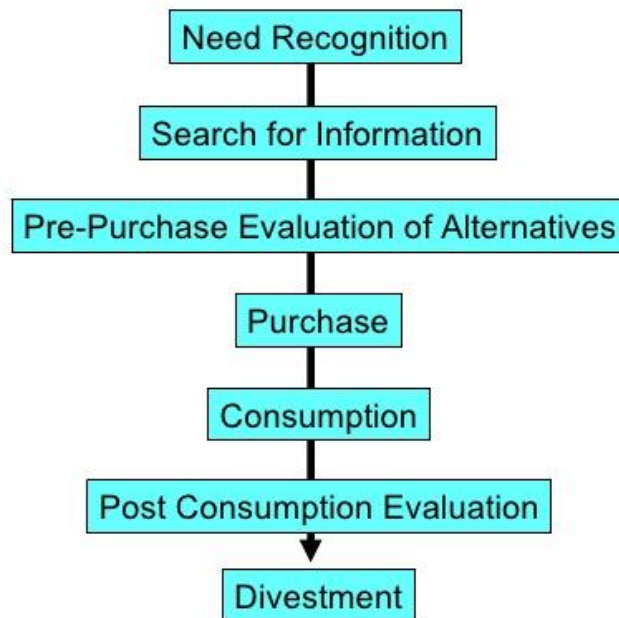 Need Recognition
Search for Information
Pre-Purchase Evaluation of Alternatives
Purchase
Consumption
Post Consumption Evaluation
Divestment